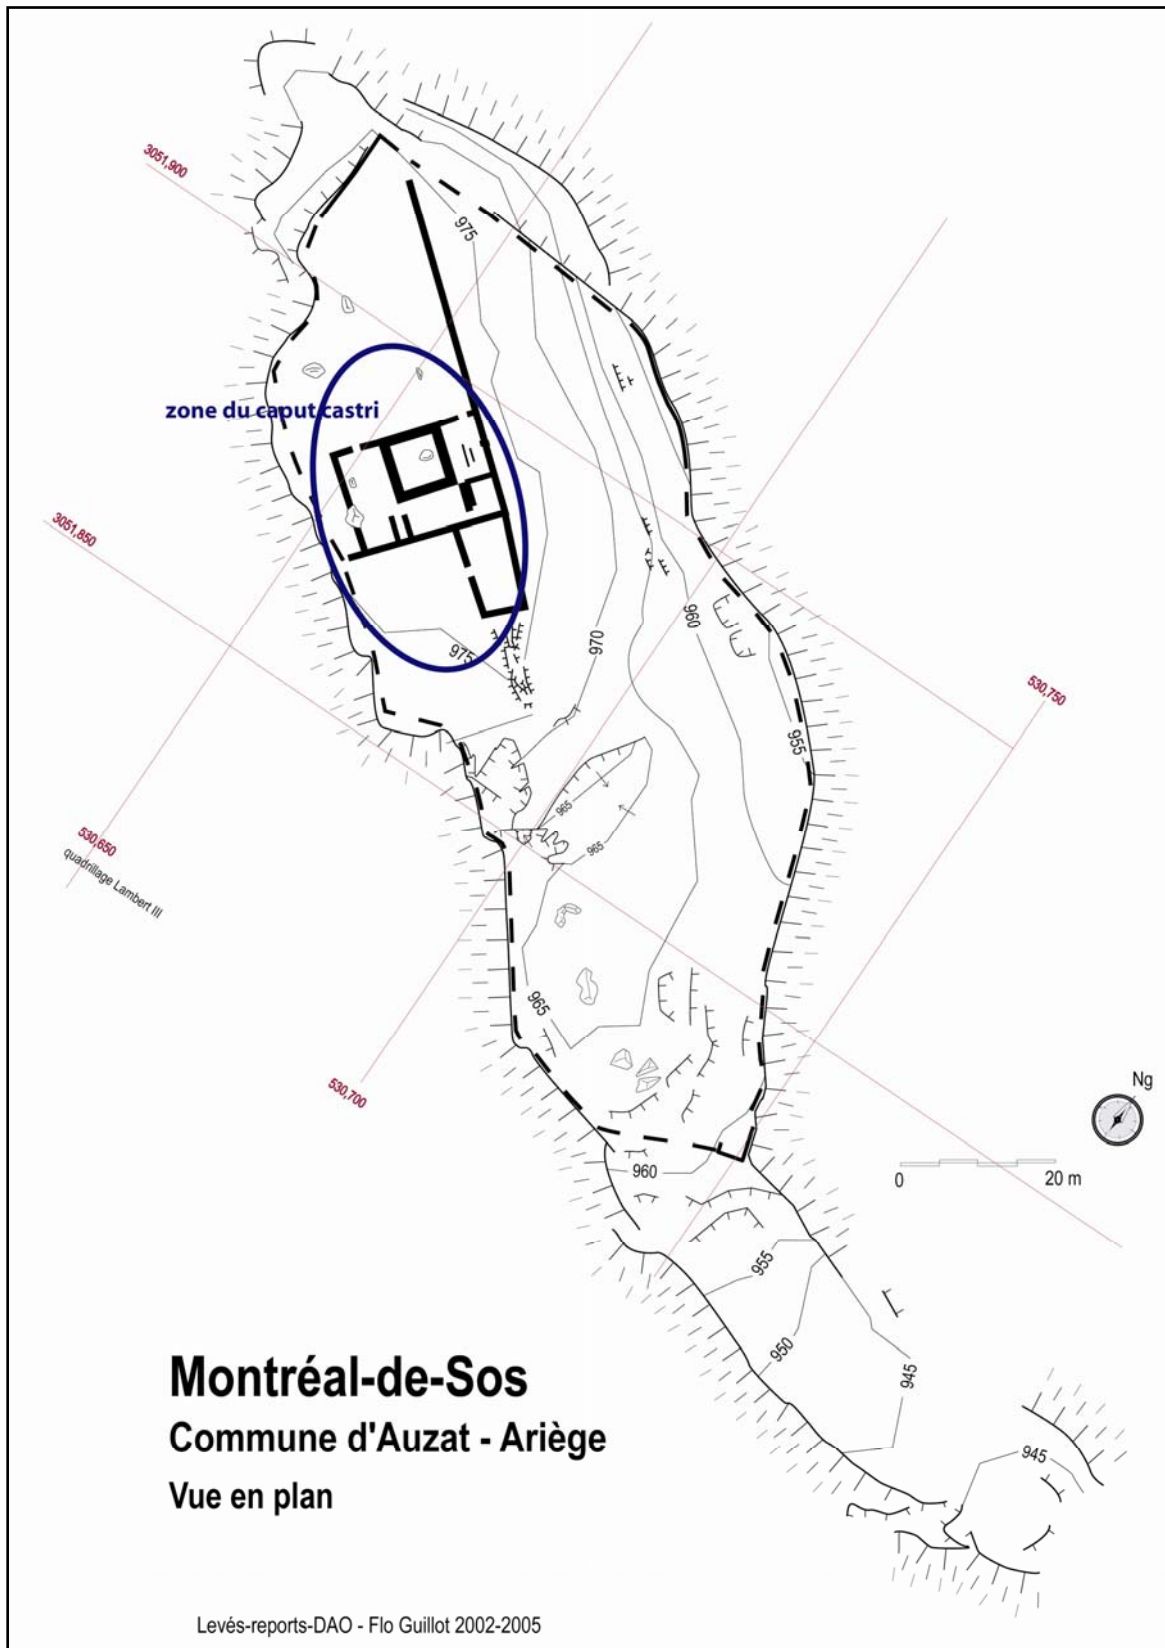 3051,900
975
zone du caput castri
3051,850
960
970
975
530,750
955
965
965
530,650
quadrillage Lambert III
965
530,700
Ng
960
0
20 m
955
950
945
Montréal-de-Sos
Commune d'Auzat - Ariège
945
Vue en plan
Levés-reports-DAO - Flo Guillot 2002-2005